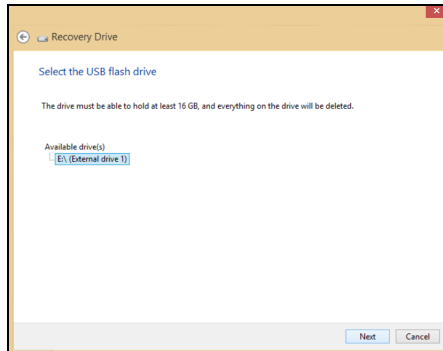 Recovery Drive
Select the USB flash drive
The drive must be able to hold at least 16 GB, and everything on the drive will be deleted.
Available drive(s)
E:\ (External drive 1)
Next Cancel